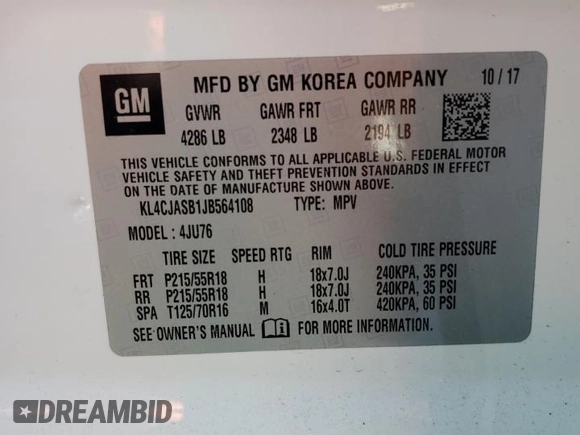 GM
MFD BY GM KOREA COMPANY 10/17
GVWR GAWR FRT GAWR RR
4286 LB 2348 LB 2194 LB
THIS VEHICLE CONFORMS TO ALL APPLICABLE U.S. FEDERAL MOTOR
VEHICLE SAFETY AND THEFT PREVENTION STANDARDS IN EFFECT
ON THE DATE OF MANUFACTURE SHOWN ABOVE.
KL4CJASB1JB564108 TYPE: MPV
MODEL: 4JU76
TIRE SIZE SPEED RTG RIM COLD TIRE PRESSURE
FRT P215/55R18 H 18x7.0J 240KPA, 35 PSI
RR P215/55R18 H 18x7.0J 240KPA, 35 PSI
SPA T125/70R16 M 16x4.0T 420KPA, 60 PSI
SEE OWNER'S MANUAL FOR MORE INFORMATION.
DREAMBID